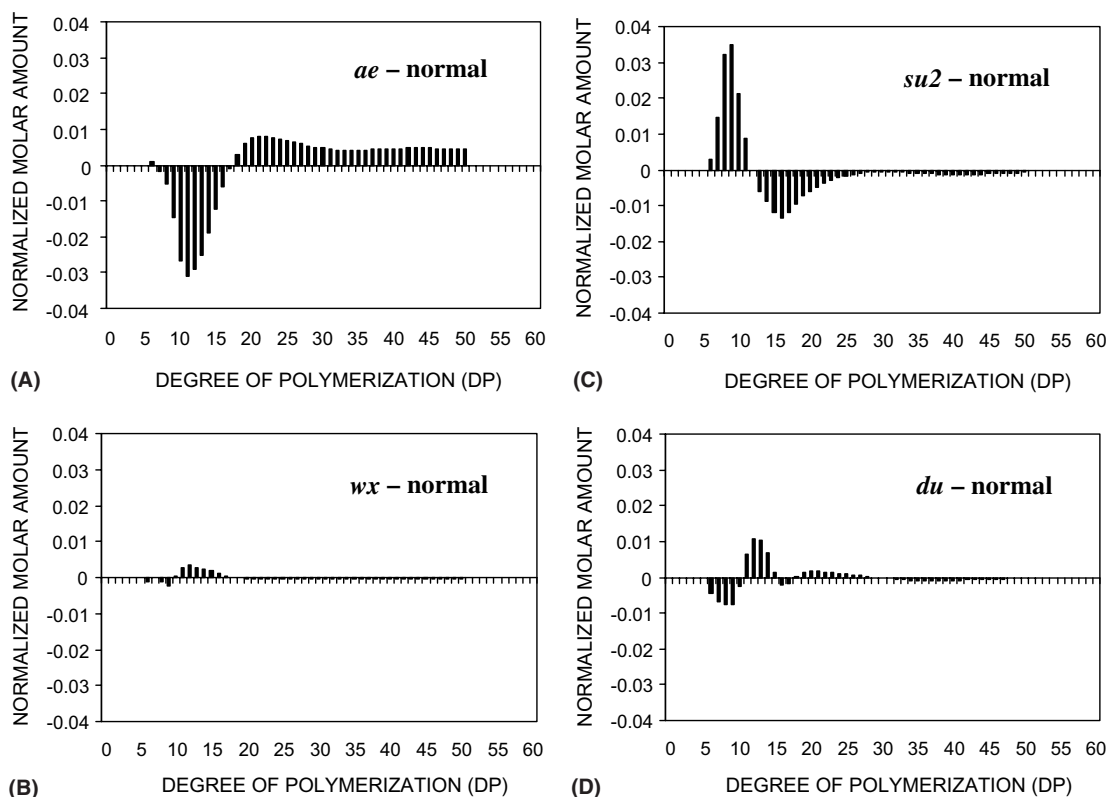 NORMALIZED MOLAR AMOUNT
0.04
0.03
0.02
0.01
0
-0.01
-0.02
-0.03
-0.04
ae – normal
0 5 10 15 20 25 30 35 40 45 50 55 60
(A) DEGREE OF POLYMERIZATION (DP)
NORMALIZED MOLAR AMOUNT
0.04
0.03
0.02
0.01
0
-0.01
-0.02
-0.03
-0.04
su2 – normal
0 5 10 15 20 25 30 35 40 45 50 55 60
(C) DEGREE OF POLYMERIZATION (DP)
NORMALIZED MOLAR AMOUNT
0.04
0.03
0.02
0.01
0
-0.01
-0.02
-0.03
-0.04
wx – normal
0 5 10 15 20 25 30 35 40 45 50 55 60
(B) DEGREE OF POLYMERIZATION (DP)
NORMALIZED MOLAR AMOUNT
0.04
0.03
0.02
0.01
0
-0.01
-0.02
-0.03
-0.04
du – normal
0 5 10 15 20 25 30 35 40 45 50 55 60
(D) DEGREE OF POLYMERIZATION (DP)